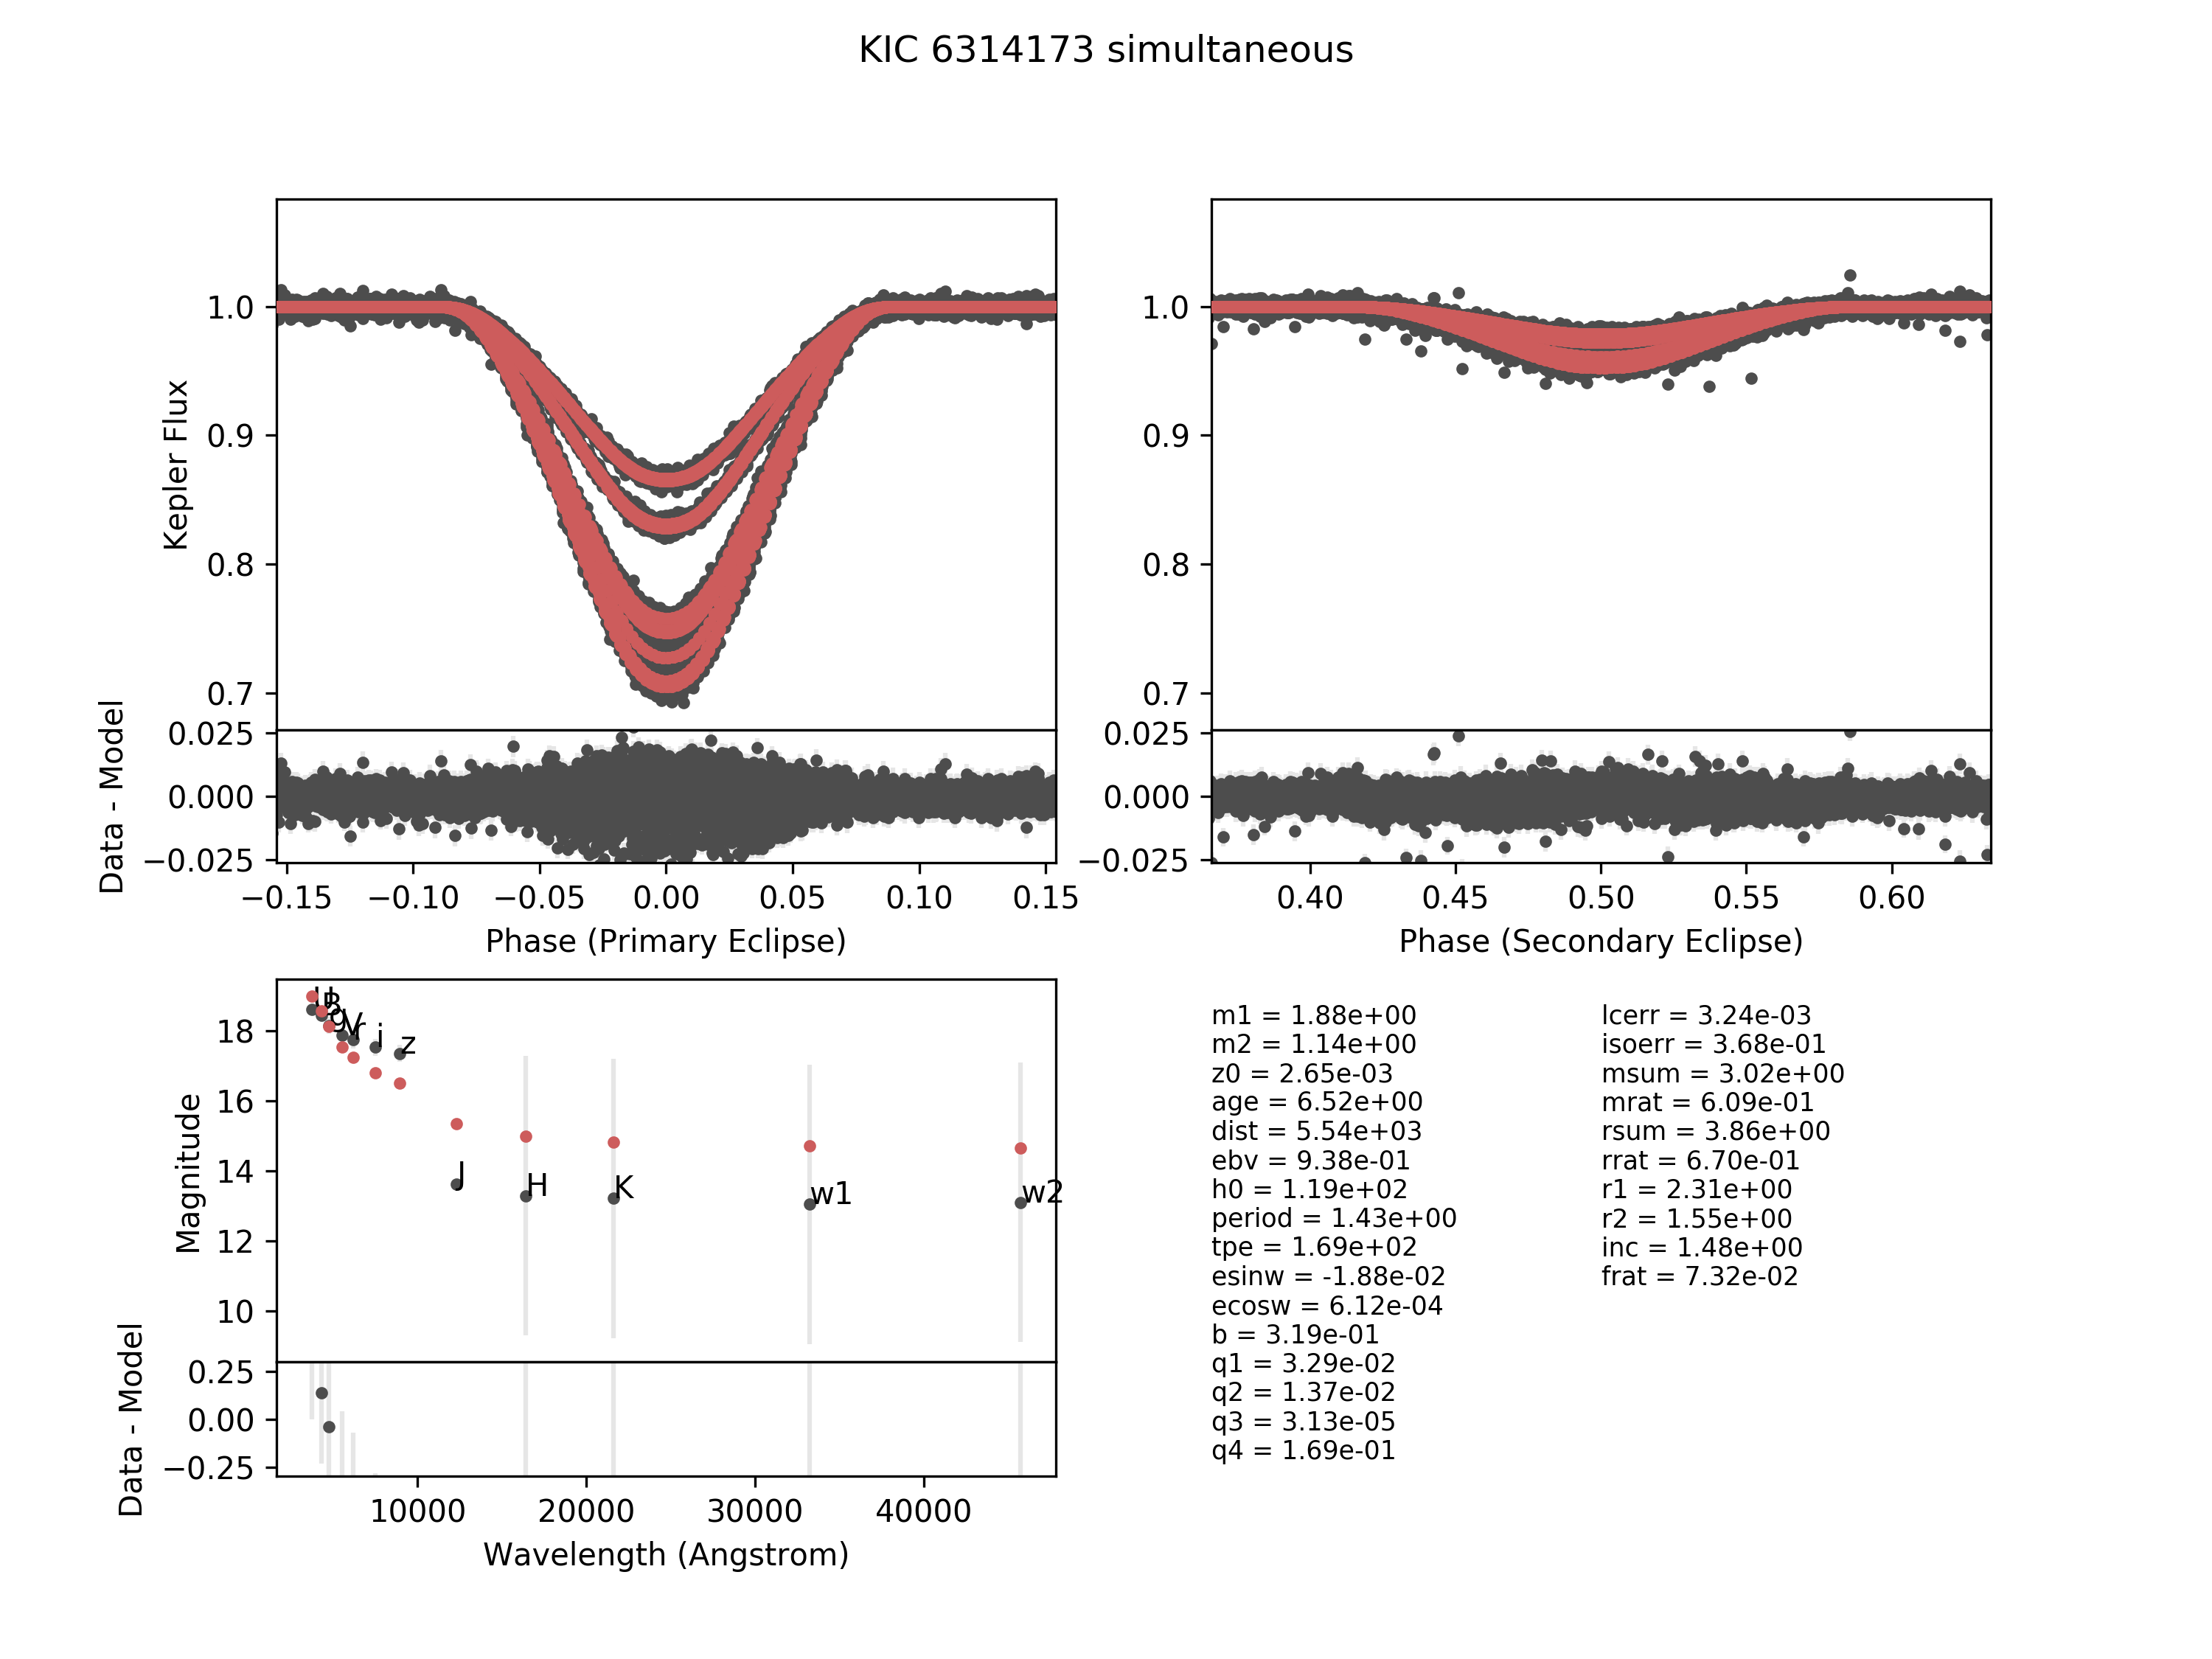 KIC 6314173 simultaneous
Kepler Flux
1.0
0.9
0.8
0.7
1.0
0.9
0.8
0.7
Data - Model
0.025
0.000
−0.025
0.025
0.000
−0.025
−0.15 −0.10 −0.05 0.00 0.05 0.10 0.15
0.40 0.45 0.50 0.55 0.60
Phase (Primary Eclipse)
Phase (Secondary Eclipse)
Magnitude
18
16
14
12
10
U B g V r i z
J H K w1 w2
Data - Model
0.25
0.00
−0.25
10000 20000 30000 40000
Wavelength (Angstrom)
m1 = 1.88e+00
m2 = 1.14e+00
z0 = 2.65e-03
age = 6.52e+00
dist = 5.54e+03
ebv = 9.38e-01
h0 = 1.19e+02
period = 1.43e+00
tpe = 1.69e+02
esinw = -1.88e-02
ecosw = 6.12e-04
b = 3.19e-01
q1 = 3.29e-02
q2 = 1.37e-02
q3 = 3.13e-05
q4 = 1.69e-01
lcerr = 3.24e-03
isoerr = 3.68e-01
msum = 3.02e+00
mrat = 6.09e-01
rsum = 3.86e+00
rrat = 6.70e-01
r1 = 2.31e+00
r2 = 1.55e+00
inc = 1.48e+00
frat = 7.32e-02